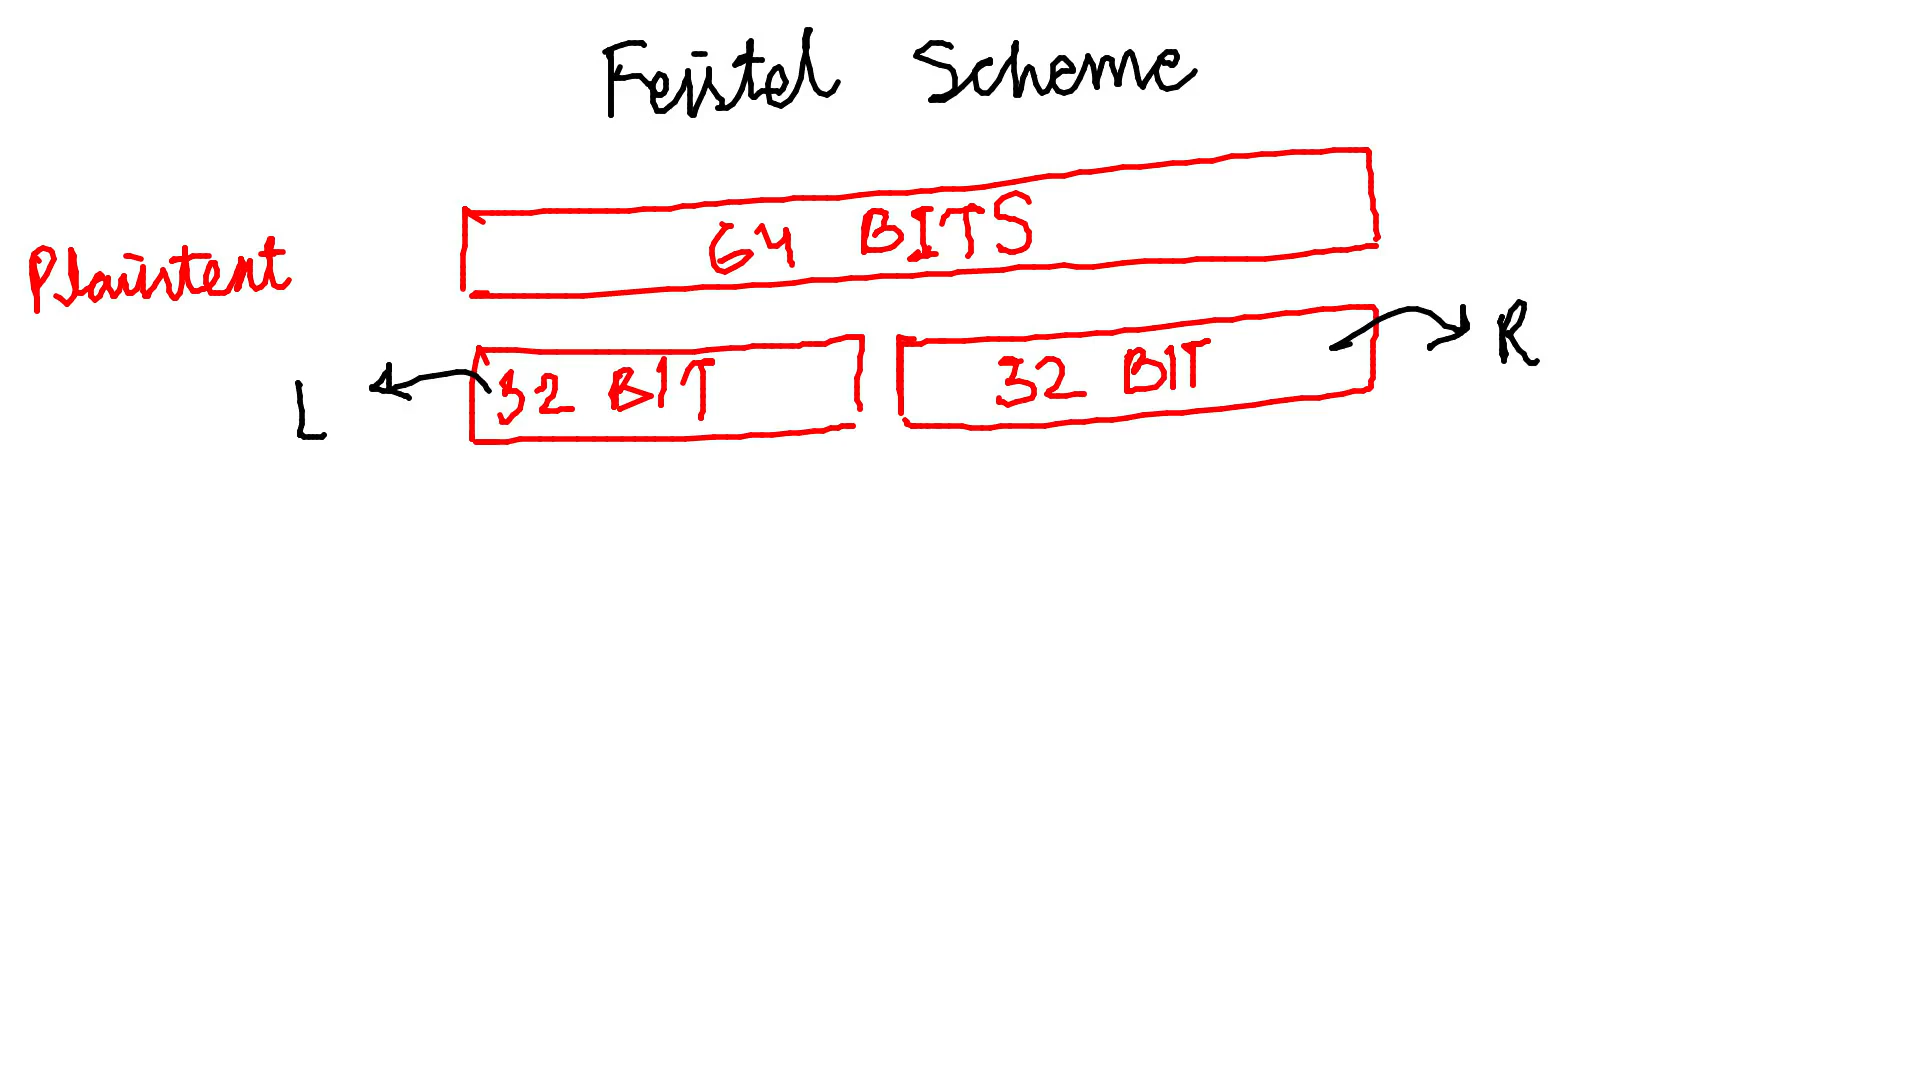 Feistel Scheme
64 BITS
Plaintext
L 32 BIT 32 BIT R